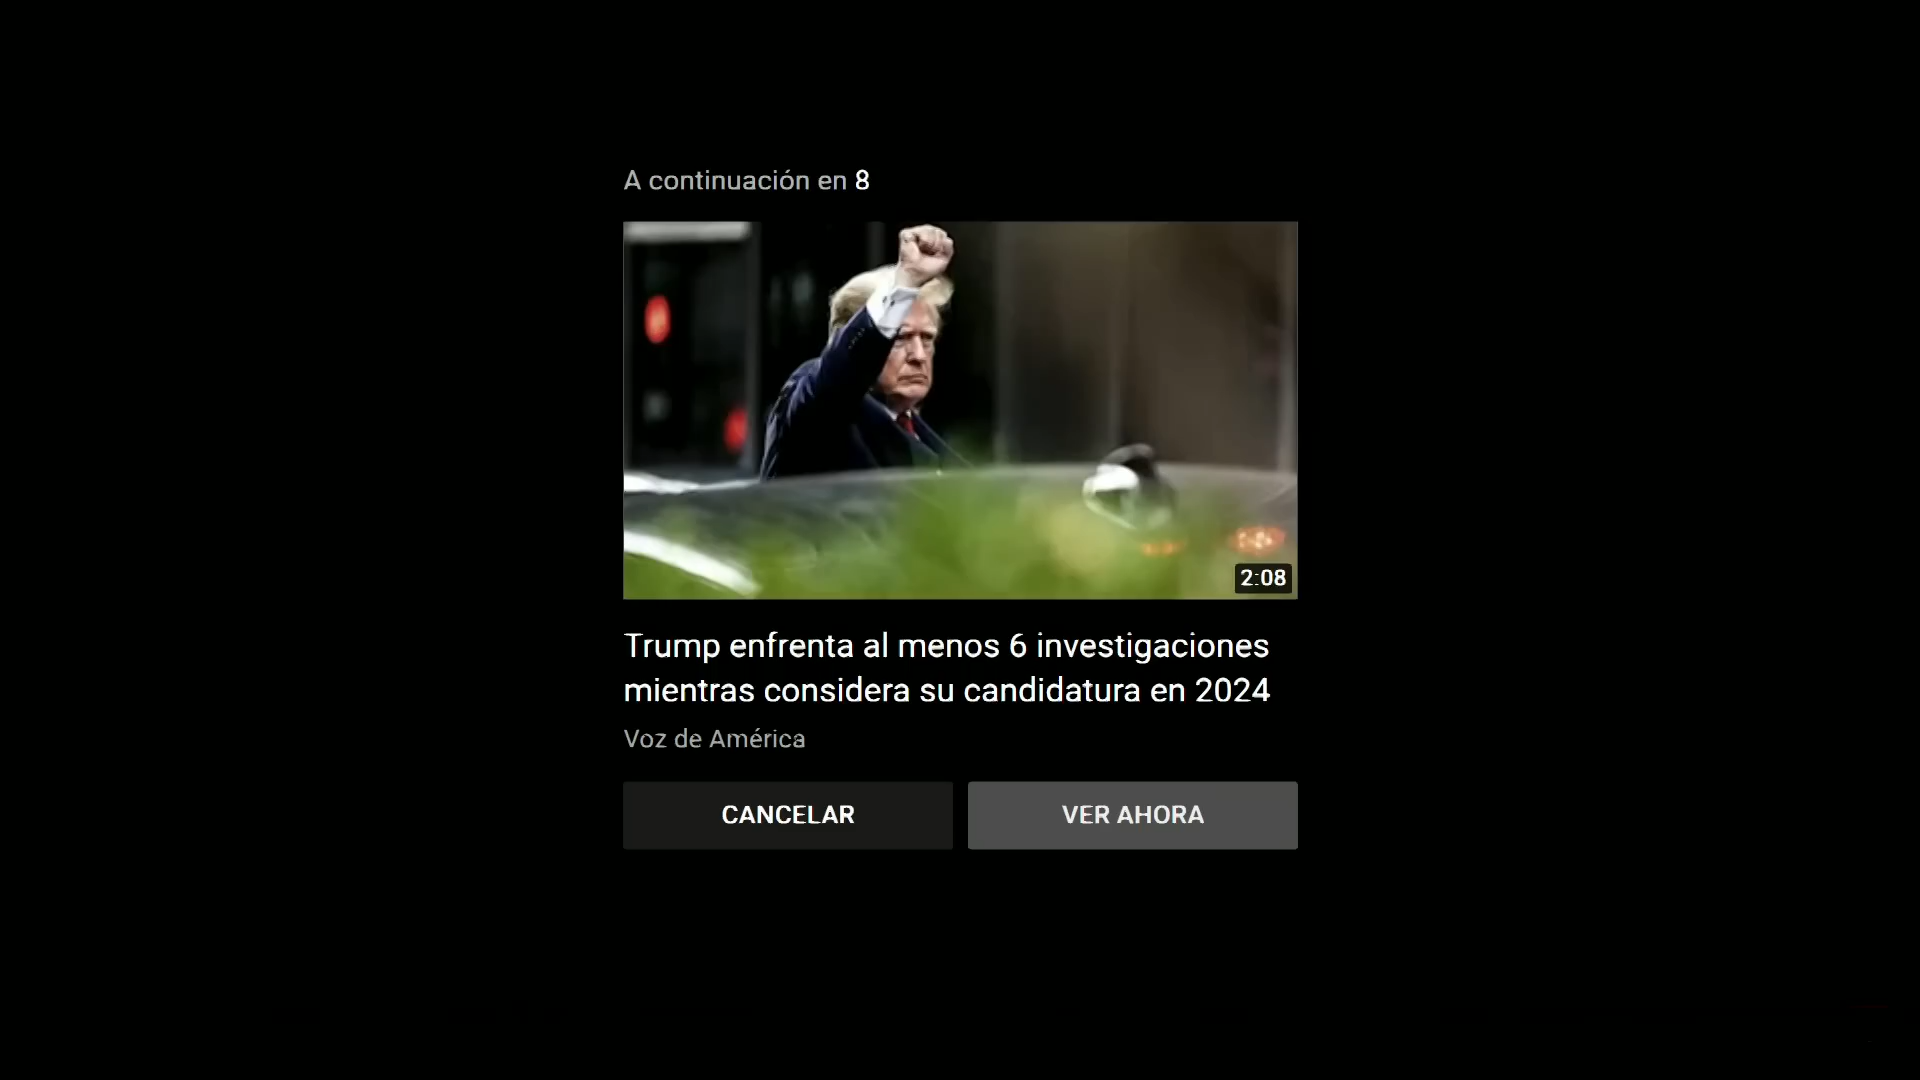 A continuación en 8
2:08
Trump enfrenta al menos 6 investigaciones
mientras considera su candidatura en 2024
Voz de América
CANCELAR
VER AHORA